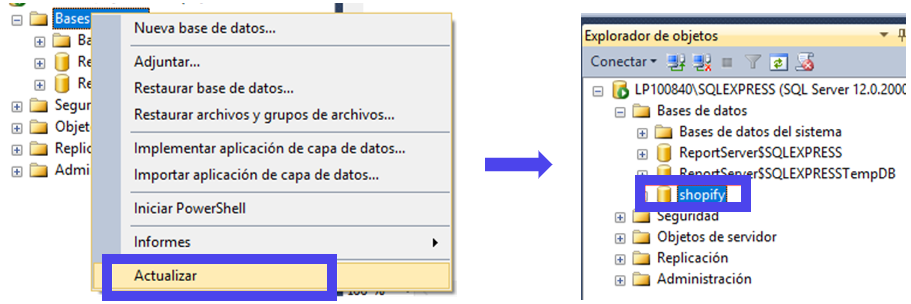 Bases
Ba
Re
Re
Segur
Objet
Replic
Admi
Nueva base de datos...
Adjuntar...
Restaurar base de datos...
Restaurar archivos y grupos de archivos...
Implementar aplicación de capa de datos...
Importar aplicación de capa de datos...
Iniciar PowerShell
Informes
Actualizar
Explorador de objetos
Conectar
LP100840\SQLEXPRESS (SQL Server 12.0.2000
Bases de datos
Bases de datos del sistema
ReportServer$SQLEXPRESS
ReportServer$SQLEXPRESSTempDB
shopify
Seguridad
Objetos de servidor
Replicación
Administración